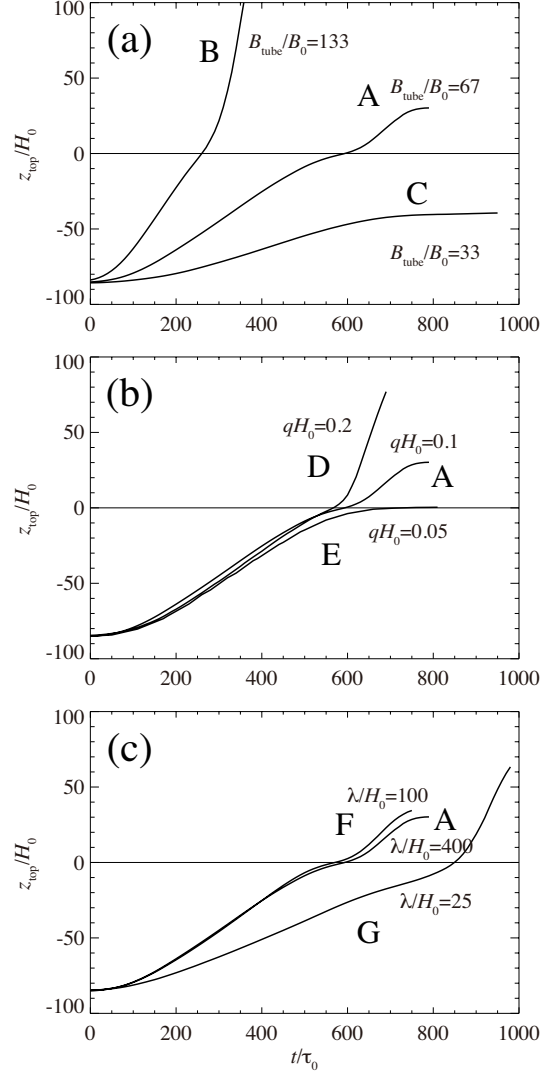 100
(a)
B
B_tube/B_0=133
50
A
B_tube/B_0=67
z_top/H_0
0
C
-50
B_tube/B_0=33
-100
0 200 400 600 800 1000
100
(b)
50
qH_0=0.2
qH_0=0.1
D
A
z_top/H_0
0
E
qH_0=0.05
-50
-100
0 200 400 600 800 1000
100
(c)
50
λ/H_0=100
F
A
λ/H_0=400
z_top/H_0
0
λ/H_0=25
-50
G
-100
0 200 400 600 800 1000
t/τ_0